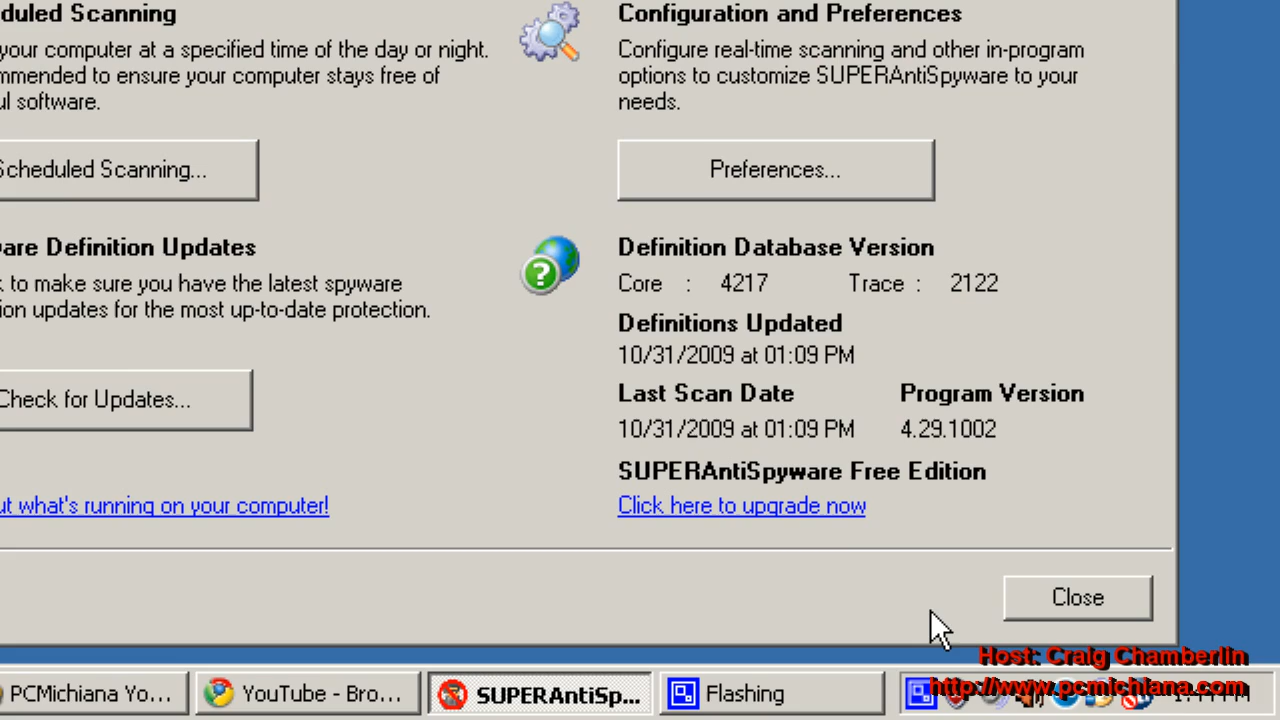 duled Scanning
your computer at a specified time of the day or night.
mmended to ensure your computer stays free of
ul software.
Scheduled Scanning...
Configuration and Preferences
Configure real-time scanning and other in-program
options to customize SUPERAntiSpyware to your
needs.
Preferences...
are Definition Updates
k to make sure you have the latest spyware
ion updates for the most up-to-date protection.
Check for Updates...
ut what's running on your computer!
Definition Database Version
Core : 4217 Trace : 2122
Definitions Updated
10/31/2009 at 01:09 PM
Last Scan Date Program Version
10/31/2009 at 01:09 PM 4.29.1002
SUPERAntiSpyware Free Edition
Click here to upgrade now
Close
Host: Craig Chamberlin
http://www.pcmichiana.com
PCMichiana Yo... YouTube - Bro... SUPERAntiSp... Flashing